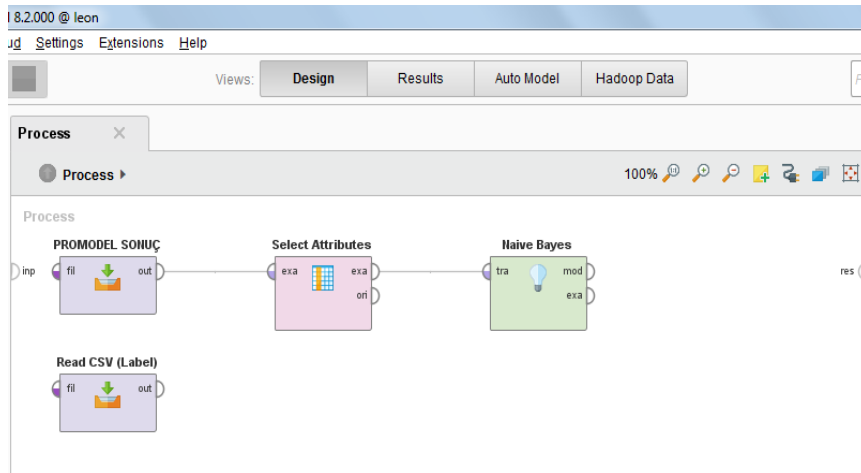 8.2.000 @ leon
ud Settings Extensions Help
Views: Design Results Auto Model Hadoop Data
Process
Process
100%
Process
PROMODEL SONUÇ Select Attributes Naive Bayes
inp fil out exa exa tra mod res
ori exa
Read CSV (Label)
fil out